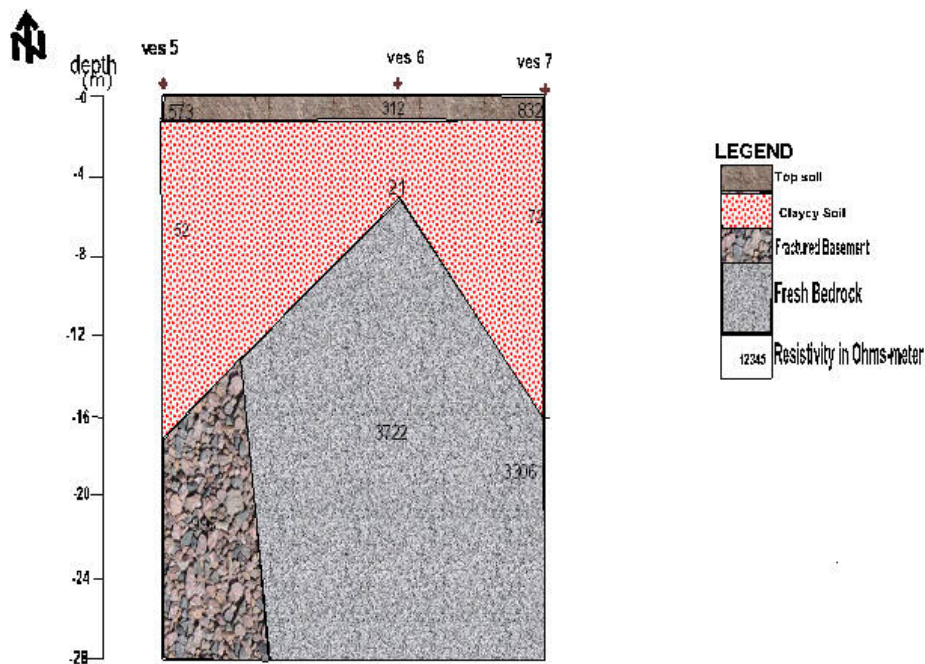 ves 5
ves 6
ves 7
depth
(m)
-0
-4
-8
-12
-16
-20
-24
-28
573
312
832
21
52
72
3722
3306
LEGEND
Top soil
Clayey Soil
Fractured Basement
Fresh Bedrock
12345 Resistivity in Ohms-meter